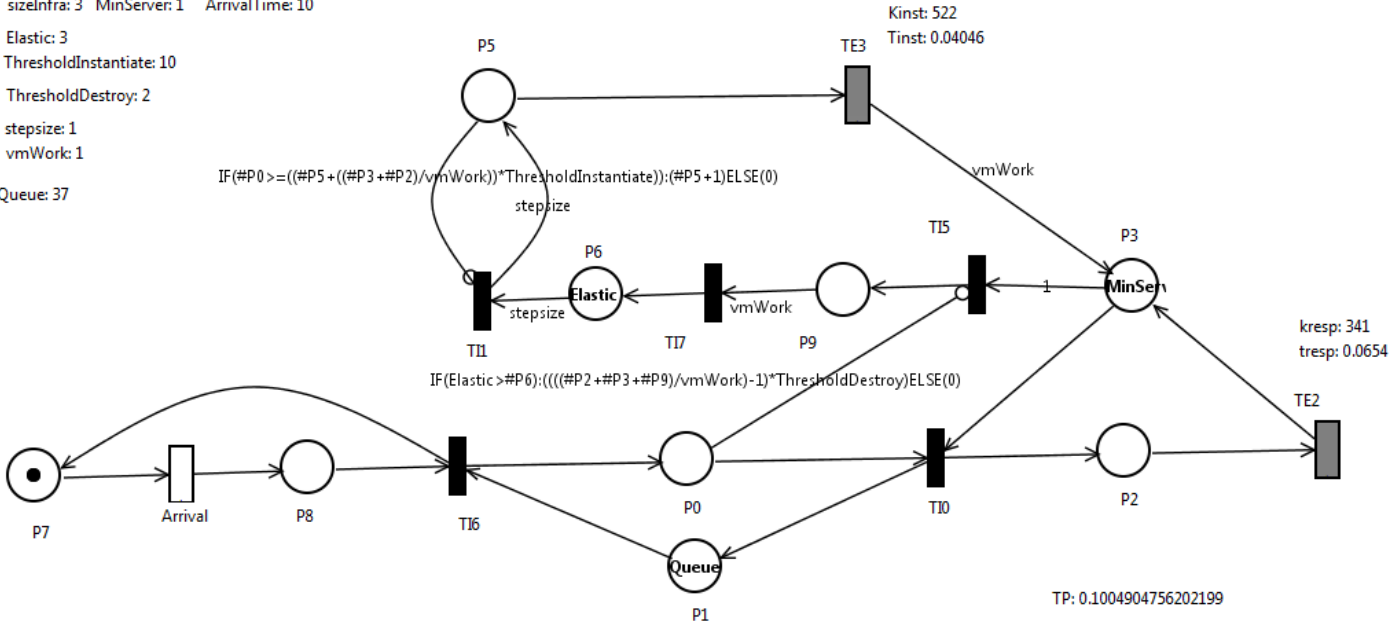 sizeInfra: 3 MinServer: 1 ArrivalTime: 10
Kinst: 522
Elastic: 3
Tinst: 0.04046
P5
TE3
ThresholdInstantiate: 10
ThresholdDestroy: 2
stepsize: 1
vmWork: 1
IF(#P0>=((#P5+((#P3+#P2)/vmWork))*ThresholdInstantiate)):(#P5+1)ELSE(0)
vmWork
Queue: 37
stepsize
TI5
P3
P6
Elastic
1
MinServ
stepsize
vmWork
TI1
TI7
P9
kresp: 341
tresp: 0.0654
IF(Elastic>#P6):((((#P2+#P3+#P9)/vmWork)-1)*ThresholdDestroy)ELSE(0)
TE2
P7
Arrival
P8
TI6
P0
TI0
P2
Queue
P1
TP: 0.1004904756202199